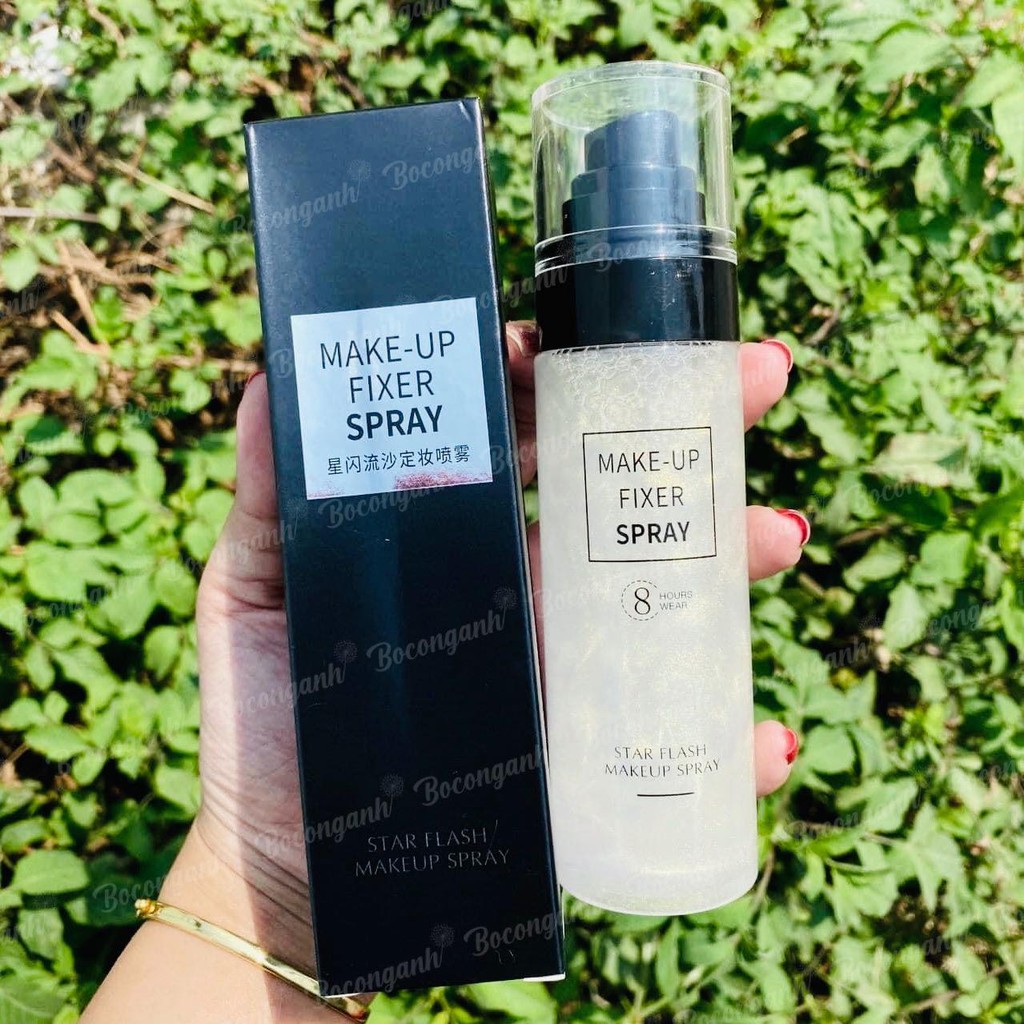 MAKE-UP
FIXER
SPRAY
星闪流沙定妆喷雾
STAR FLASH
MAKEUP SPRAY
MAKE-UP
FIXER
SPRAY
8 HOURS
WEAR
STAR FLASH
MAKEUP SPRAY
Boconganh